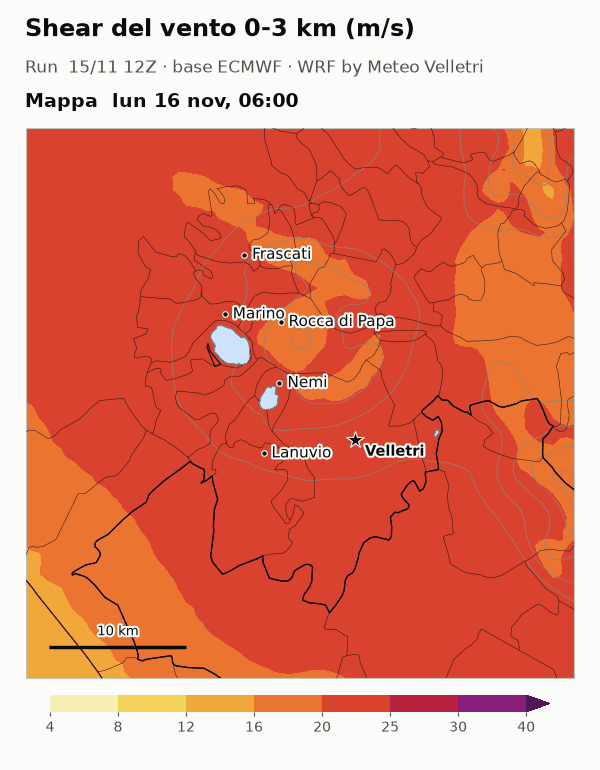 Shear del vento 0-3 km (m/s)
Run  15/11 12Z · base ECMWF · WRF by Meteo Velletri
Mappa  lun 16 nov, 06:00
Frascati
Marino
Rocca di Papa
Nemi
Velletri
Lanuvio
10 km
4 8 12 16 20 25 30 40